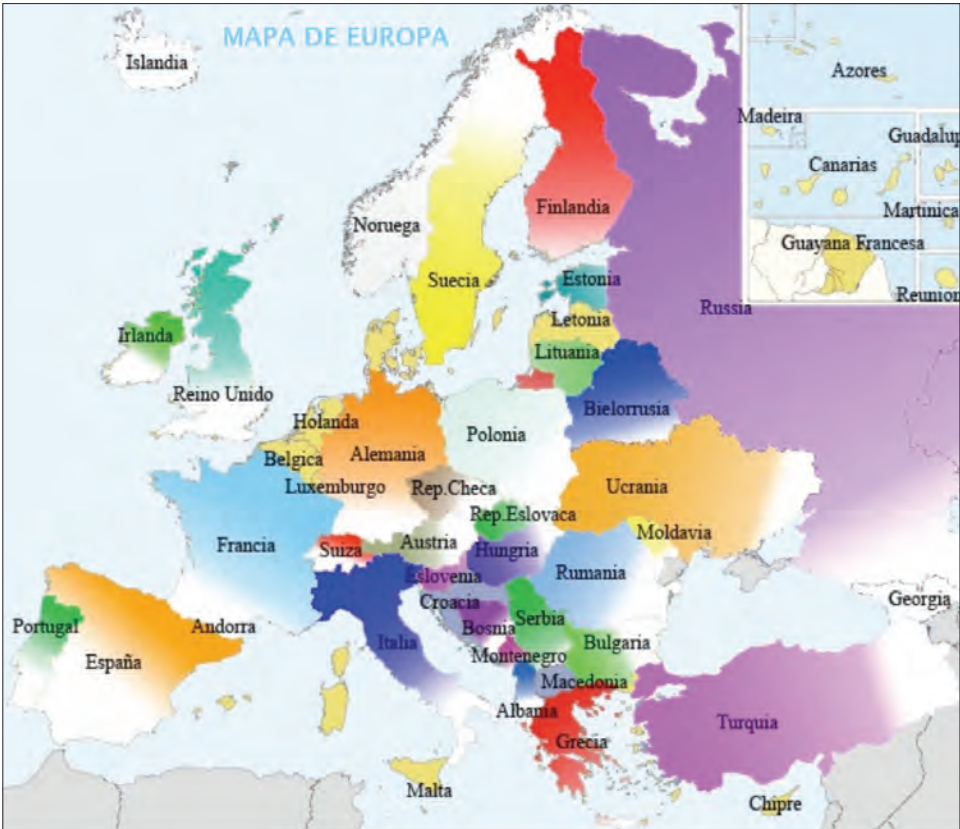 MAPA DE EUROPA
Islandia
Azores
Madeira
Guadalup
Canarias
Noruega
Finlandia
Martinica
Guayana Francesa
Suecia
Estonia
Reunion
Russia
Letonia
Irlanda
Lituania
Reino Unido
Bielorrusia
Holanda
Polonia
Belgica
Alemania
Luxemburgo
Rep.Checa
Ucrania
Rep.Eslovaca
Moldavia
Francia
Suiza
Austria
Hungria
Rumania
Eslovenia
Croacia
Georgia
Portugal
Andorra
Serbia
Bosnia
Italia
Bulgaria
España
Montenegro
Macedonia
Albania
Turquia
Grecia
Malta
Chipre